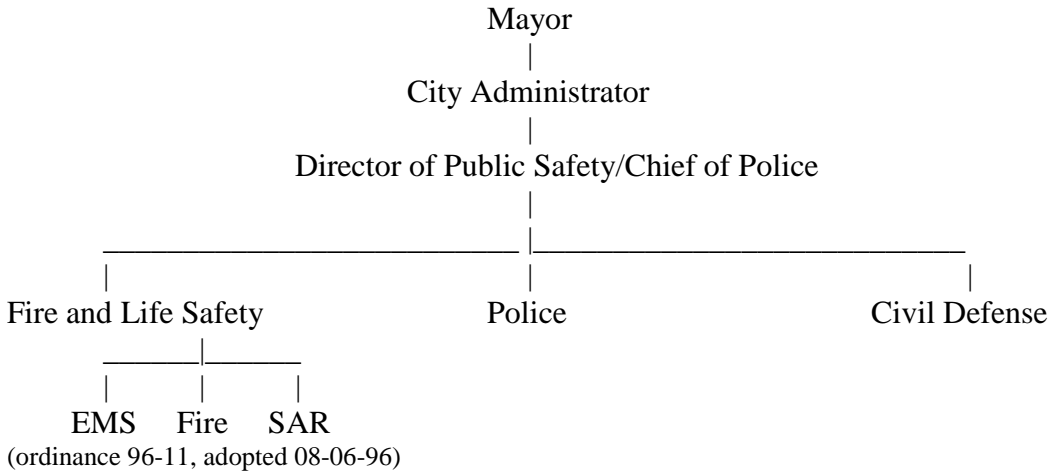 Mayor
City Administrator
Director of Public Safety/Chief of Police
Fire and Life Safety Police Civil Defense
EMS Fire SAR
(ordinance 96-11, adopted 08-06-96)